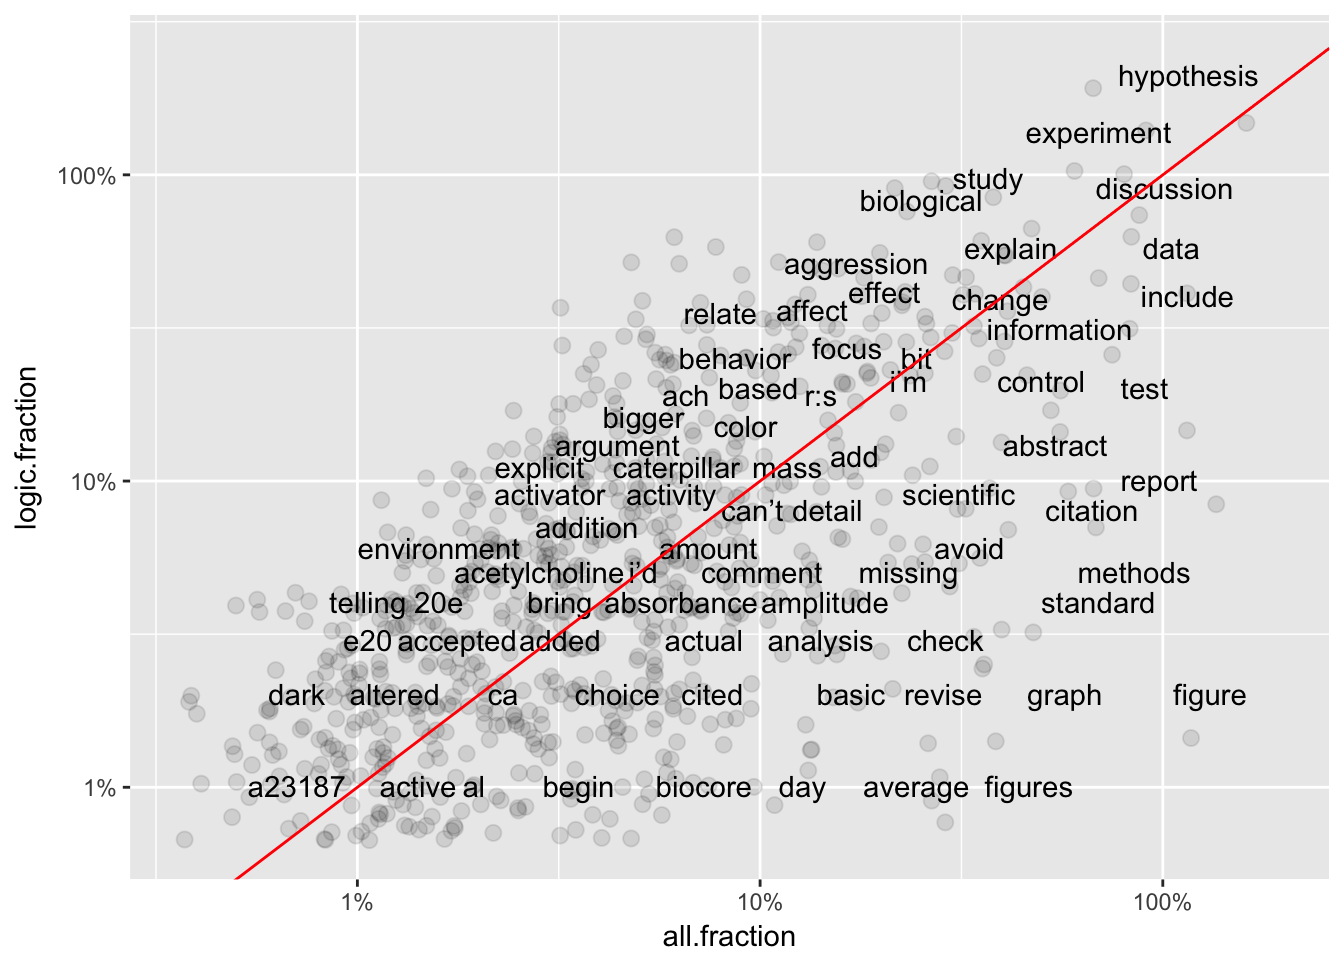 hypothesis
experiment
100%
study
discussion
biological
explain data
aggression
effect change include
relate affect
information
focus
behavior bit
i'm control
ach based r:s test
bigger
color
argument add abstract
explicit caterpillar mass
report
activator activity scientific
10%
can't detail citation
addition
environment amount avoid
acetylcholine i'd comment missing methods
telling 20e bring absorbance amplitude standard
e20 accepted added actual analysis check
dark altered ca choice cited basic revise graph figure
1%
a23187 active al begin biocore day average figures
logic.fraction
1% 10% 100%
all.fraction